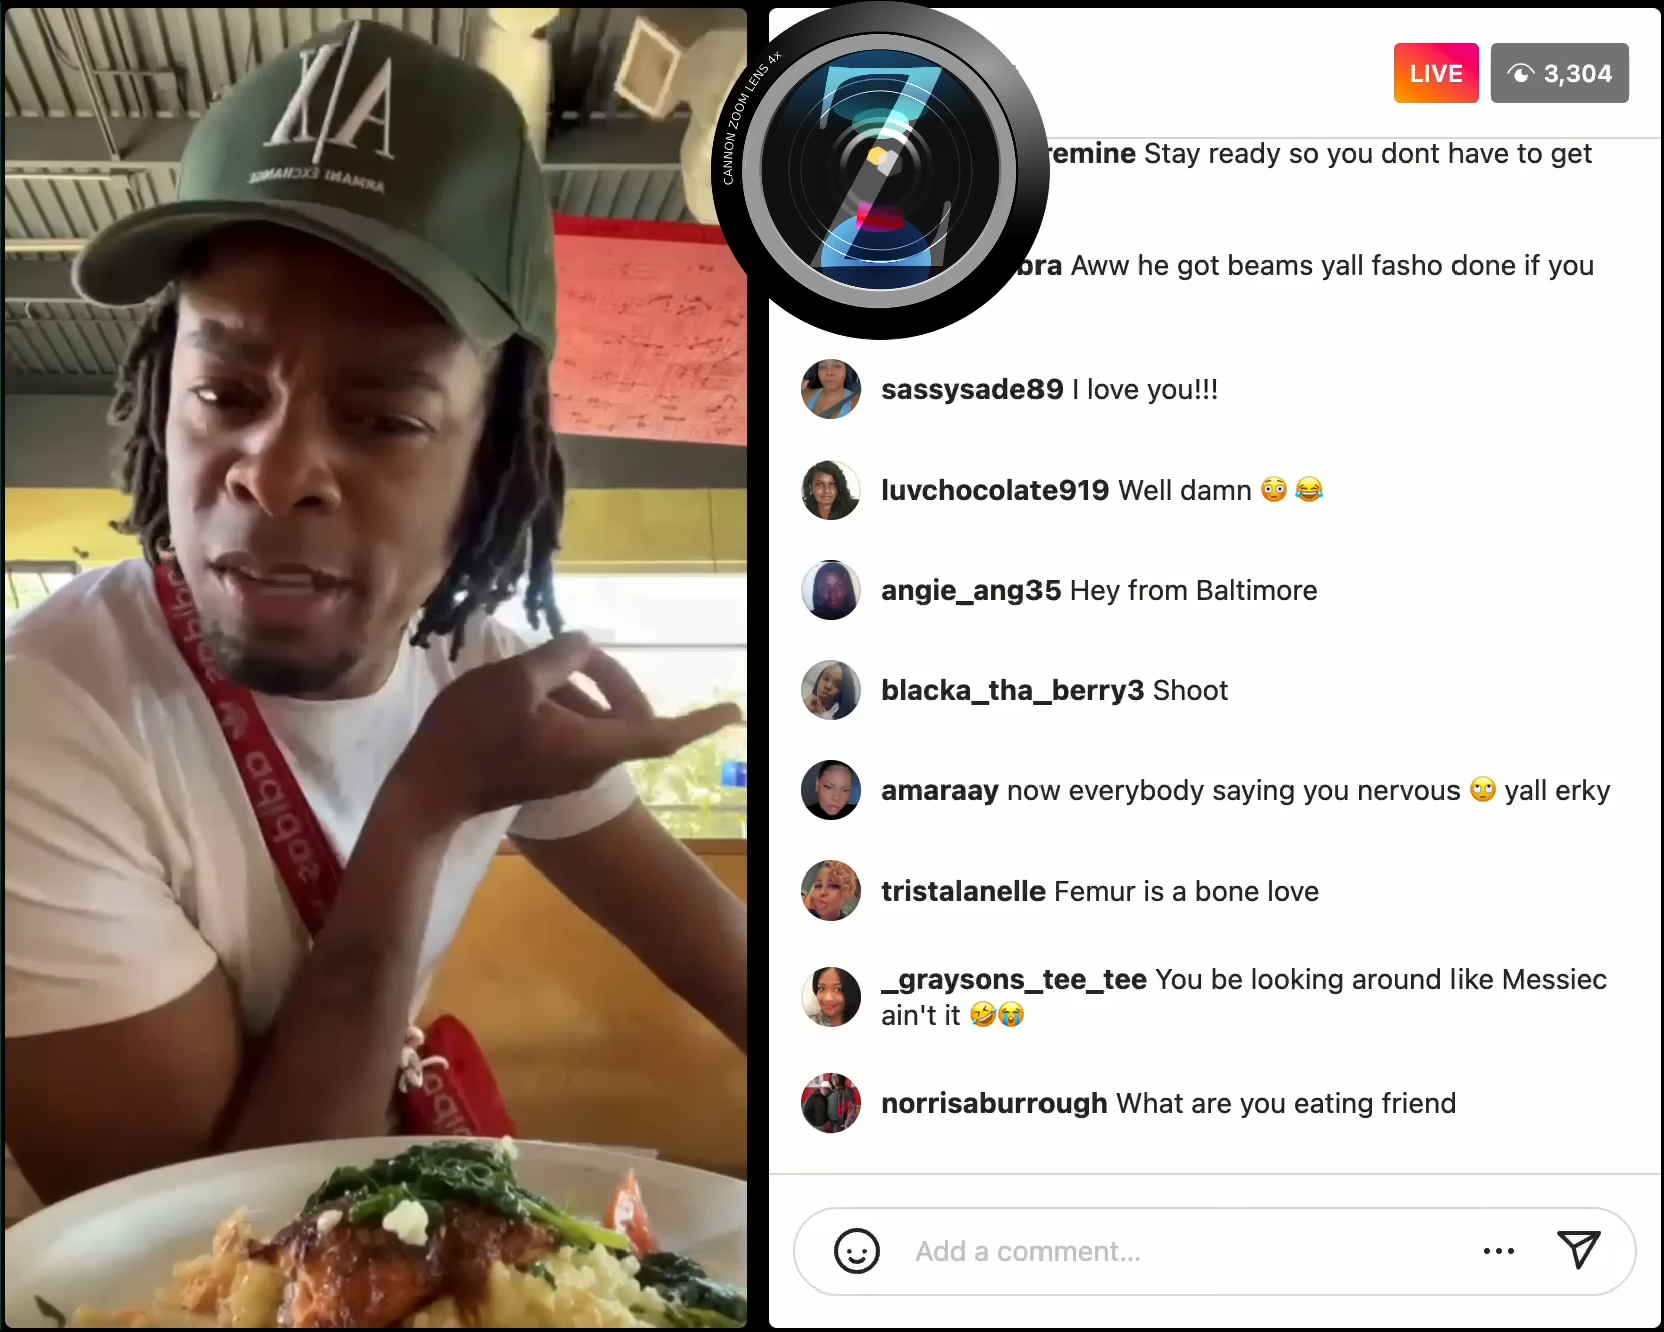 A|X
ARMANI EXCHANGE
sabiba
sabiba
CANNON ZOOM LENS 4x
Z
LIVE
3,304
remine Stay ready so you dont have to get
bra Aww he got beams yall fasho done if you
sassysade89 I love you!!!
luvchocolate919 Well damn 😳 😂
angie_ang35 Hey from Baltimore
blacka_tha_berry3 Shoot
amaraay now everybody saying you nervous 🙄 yall erky
tristalanelle Femur is a bone love
_graysons_tee_tee You be looking around like Messiec
ain't it 🤣😭
norrisaburrough What are you eating friend
Add a comment...